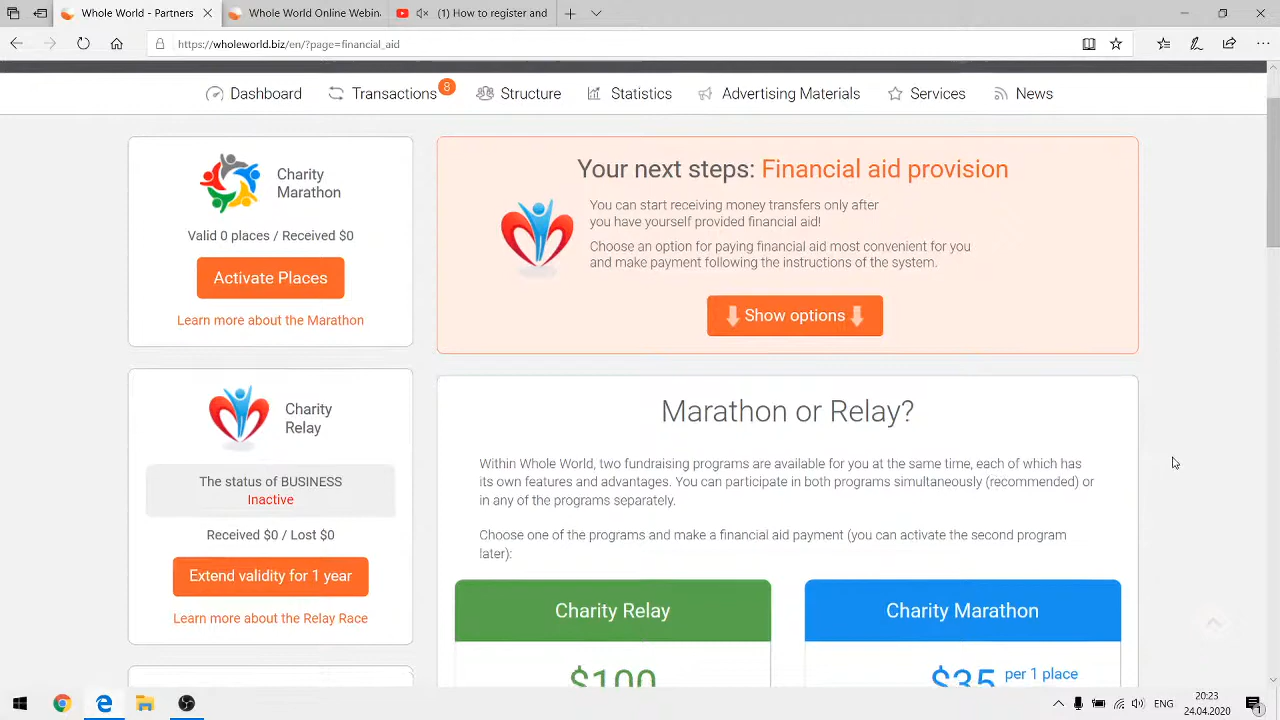 Whole World - Benefit
Whole World - Benefit.
(1) How to register and
https://wholeworld.biz/en/?page=financial_aid
Dashboard
Transactions
8
Structure
Statistics
Advertising Materials
Services
News
Charity
Marathon
Valid 0 places / Received $0
Activate Places
Learn more about the Marathon
Your next steps: Financial aid provision
You can start receiving money transfers only after
you have yourself provided financial aid!
Choose an option for paying financial aid most convenient for you
and make payment following the instructions of the system.
Show options
Charity
Relay
The status of BUSINESS
Inactive
Received $0 / Lost $0
Extend validity for 1 year
Learn more about the Relay Race
Marathon or Relay?
Within Whole World, two fundraising programs are available for you at the same time, each of which has
its own features and advantages. You can participate in both programs simultaneously (recommended) or
in any of the programs separately.
Choose one of the programs and make a financial aid payment (you can activate the second program
later):
Charity Relay
$100
Charity Marathon
$35 per 1 place
ENG
20:23
24.04.2020
1